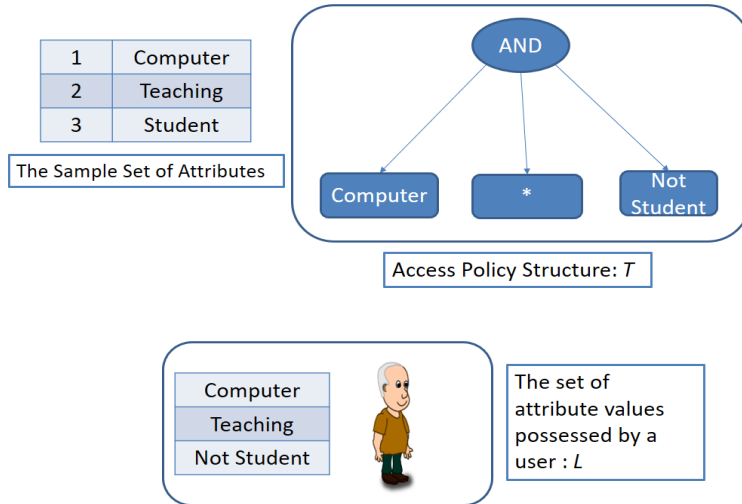 1 Computer
2 Teaching
3 Student
The Sample Set of Attributes
AND
Computer
*
Not
Student
Access Policy Structure: T
Computer
Teaching
Not Student
The set of
attribute values
possessed by a
user : L